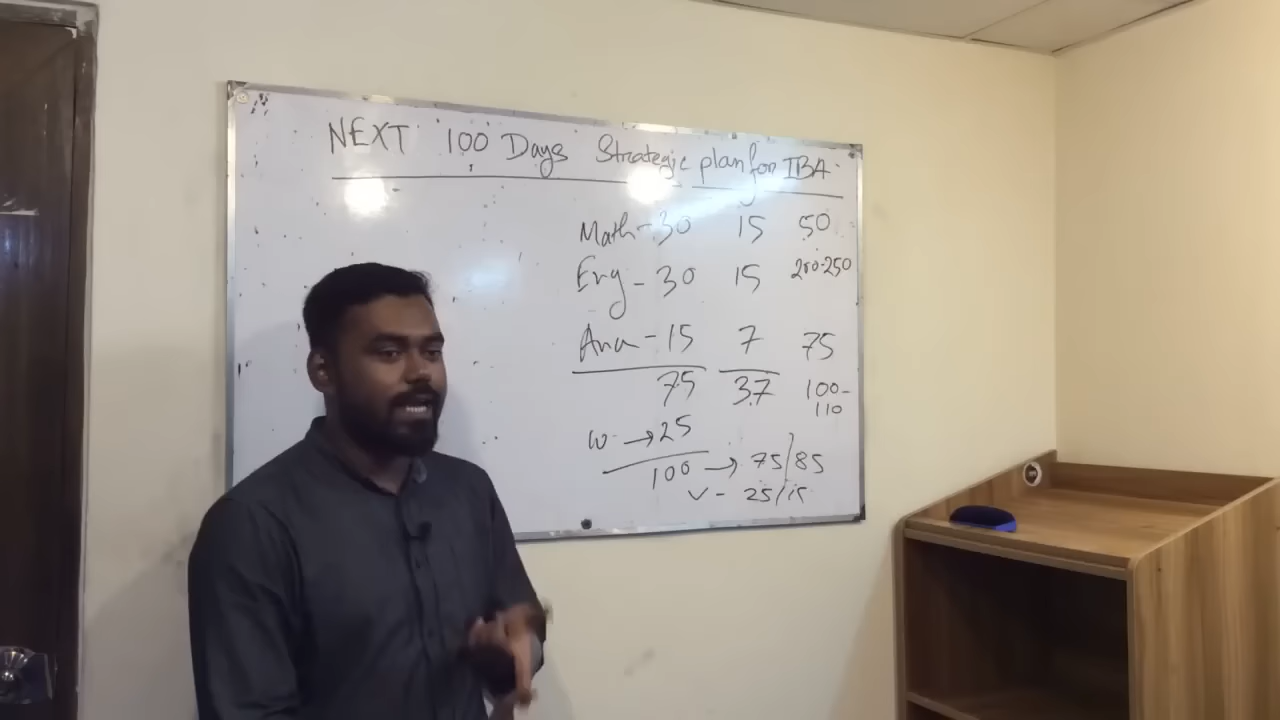 NEXT 100 Days Strategic plan for IBA
Math - 30 15 50
Eng - 30 15 200-250
Ana - 15 7 75
75 37 100-
110
W → 25
100 → 75/85
V - 25/15